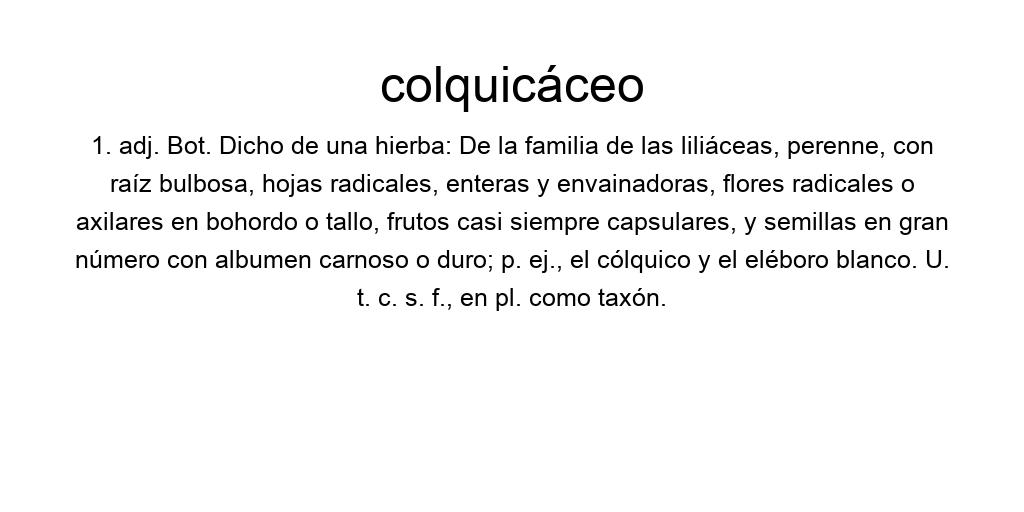 colquicáceo
1. adj. Bot. Dicho de una hierba: De la familia de las liliáceas, perenne, con
raíz bulbosa, hojas radicales, enteras y envainadoras, flores radicales o
axilares en bohordo o tallo, frutos casi siempre capsulares, y semillas en gran
número con albumen carnoso o duro; p. ej., el cólquico y el eléboro blanco. U.
t. c. s. f., en pl. como taxón.